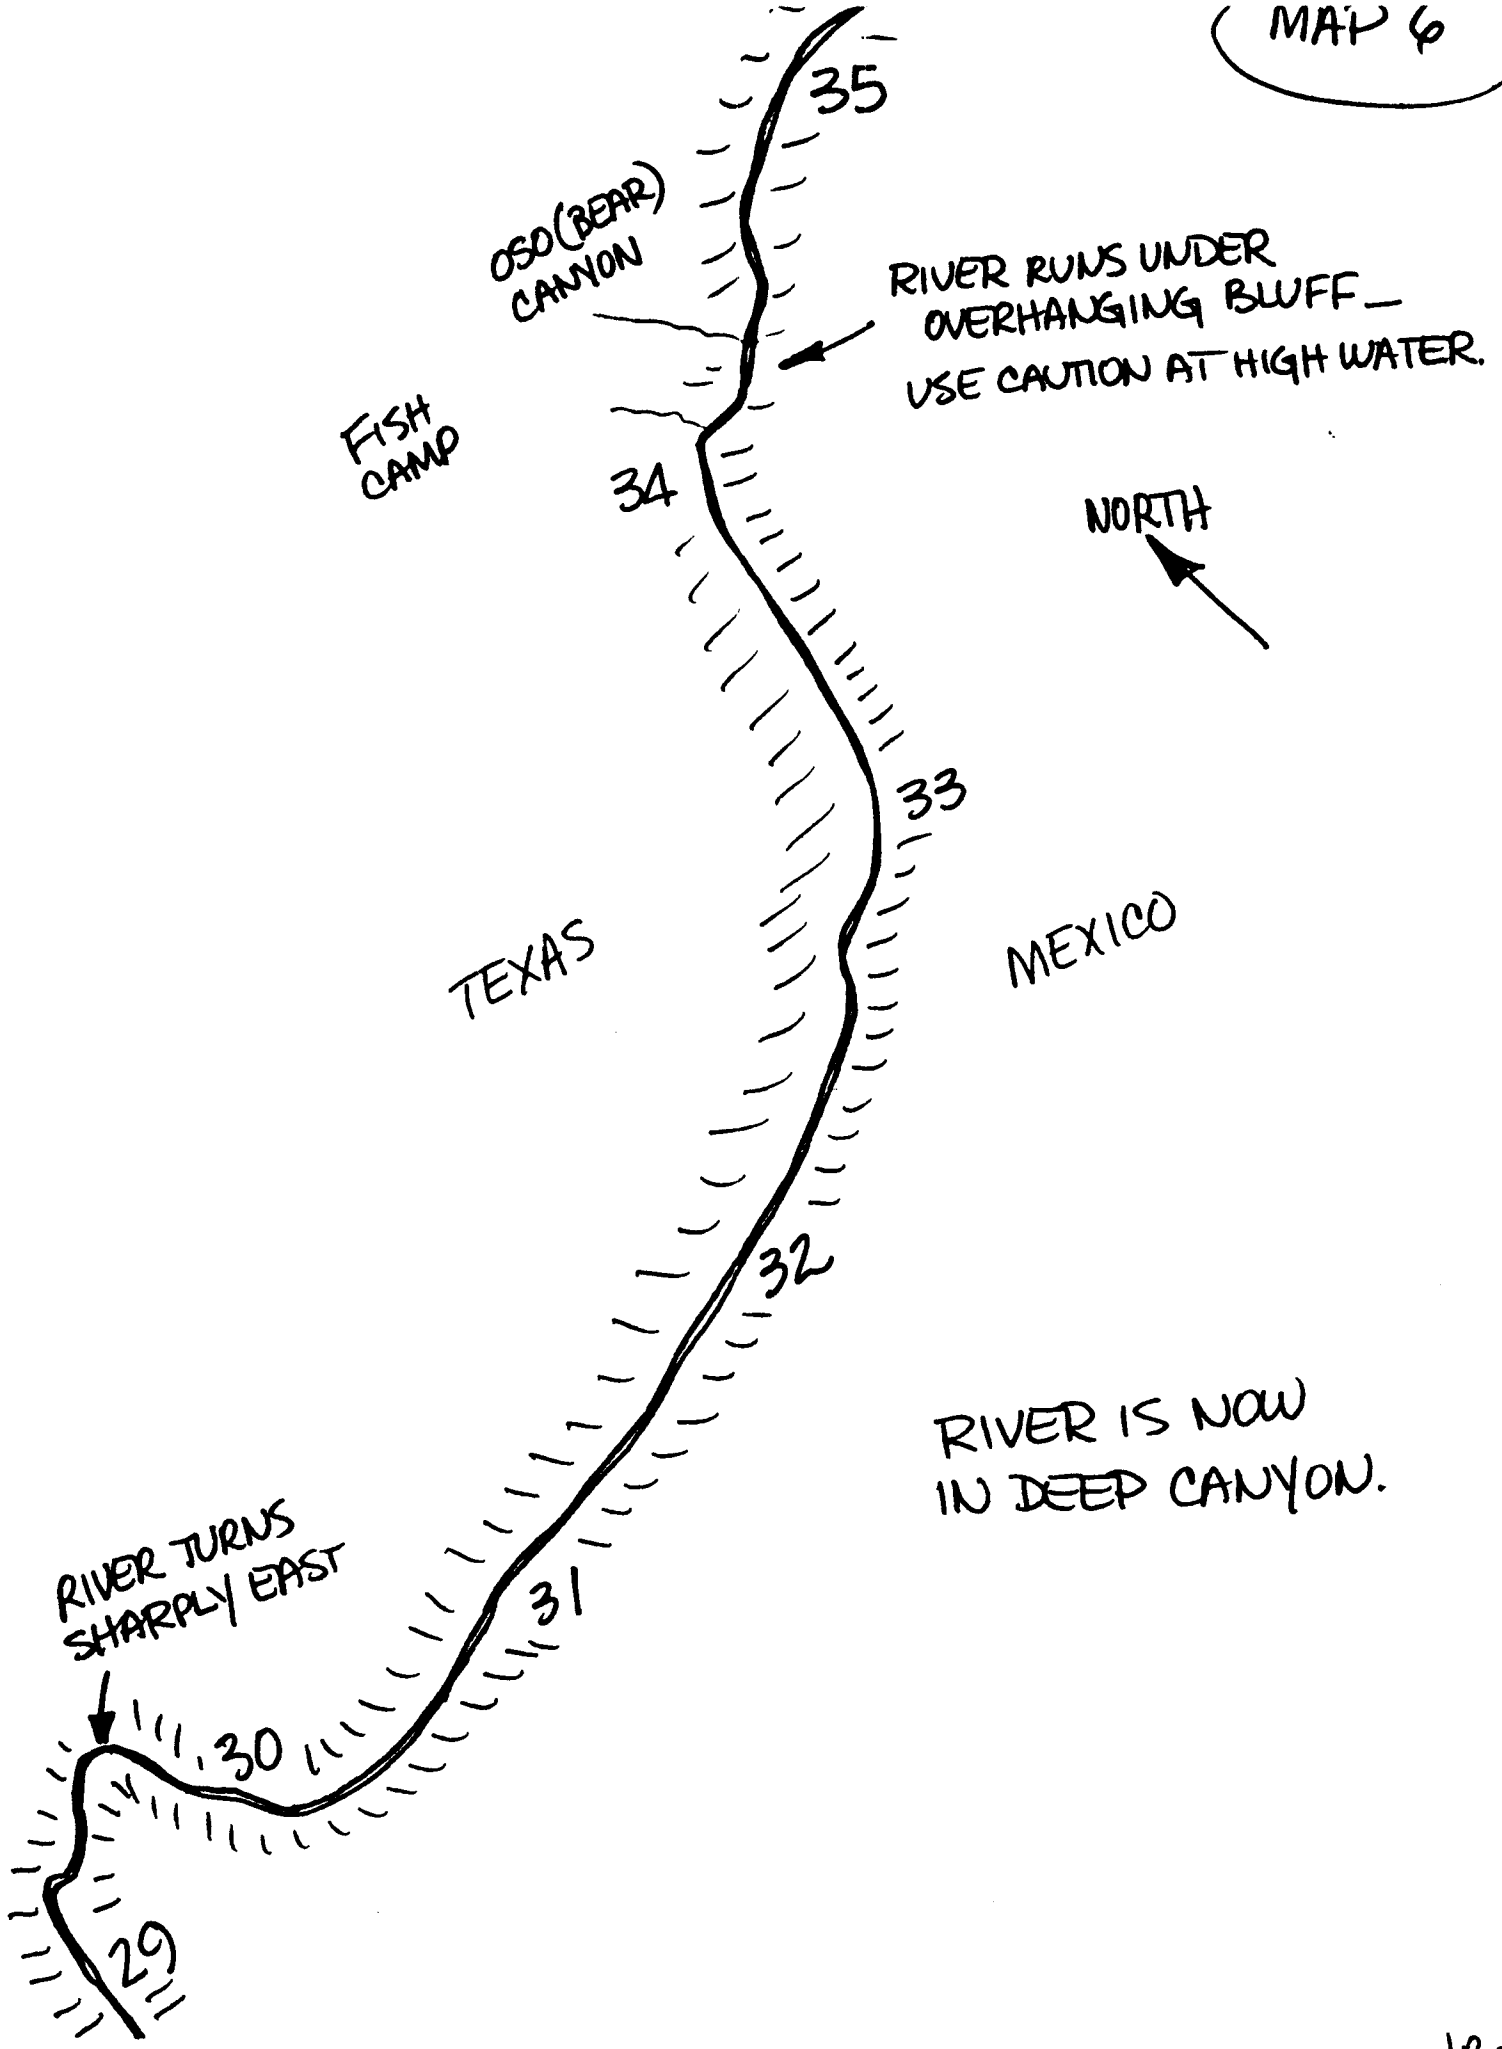 MAP 6
35
OSO (BEAR)
CANYON
RIVER RUNS UNDER
OVERHANGING BLUFF—
USE CAUTION AT HIGH WATER.
FISH
CAMP
34
NORTH
33
TEXAS
MEXICO
32
RIVER IS NOW
IN DEEP CANYON.
RIVER TURNS
SHARPLY EAST
31
30
29